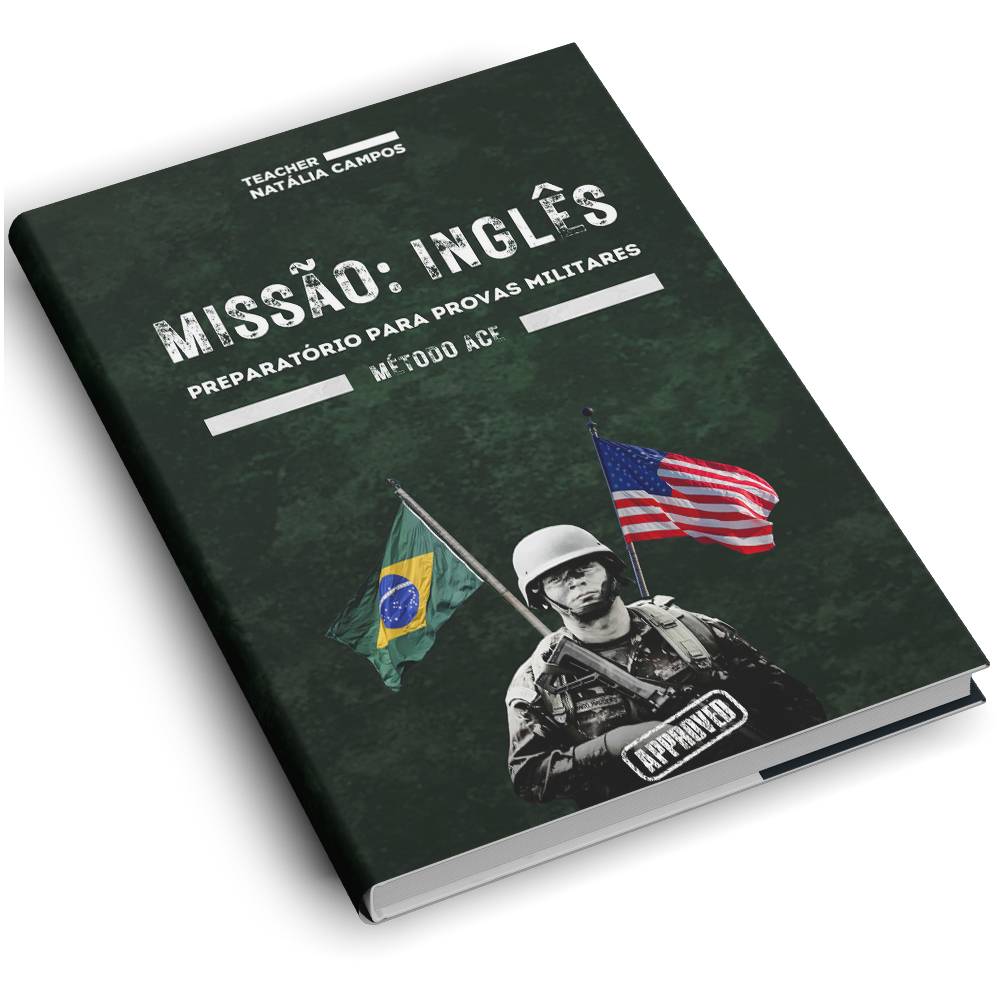 TEACHER
NATÁLIA CAMPOS
MISSÃO: INGLÊS
PREPARATÓRIO PARA PROVAS MILITARES
MÉTODO ACE
APPROVED